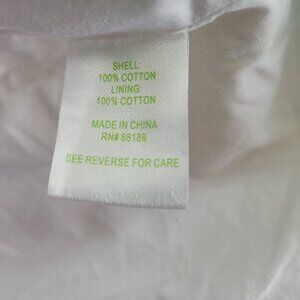 SHELL:
100% COTTON
LINING:
100% COTTON
MADE IN CHINA
RN# 88189
SEE REVERSE FOR CARE